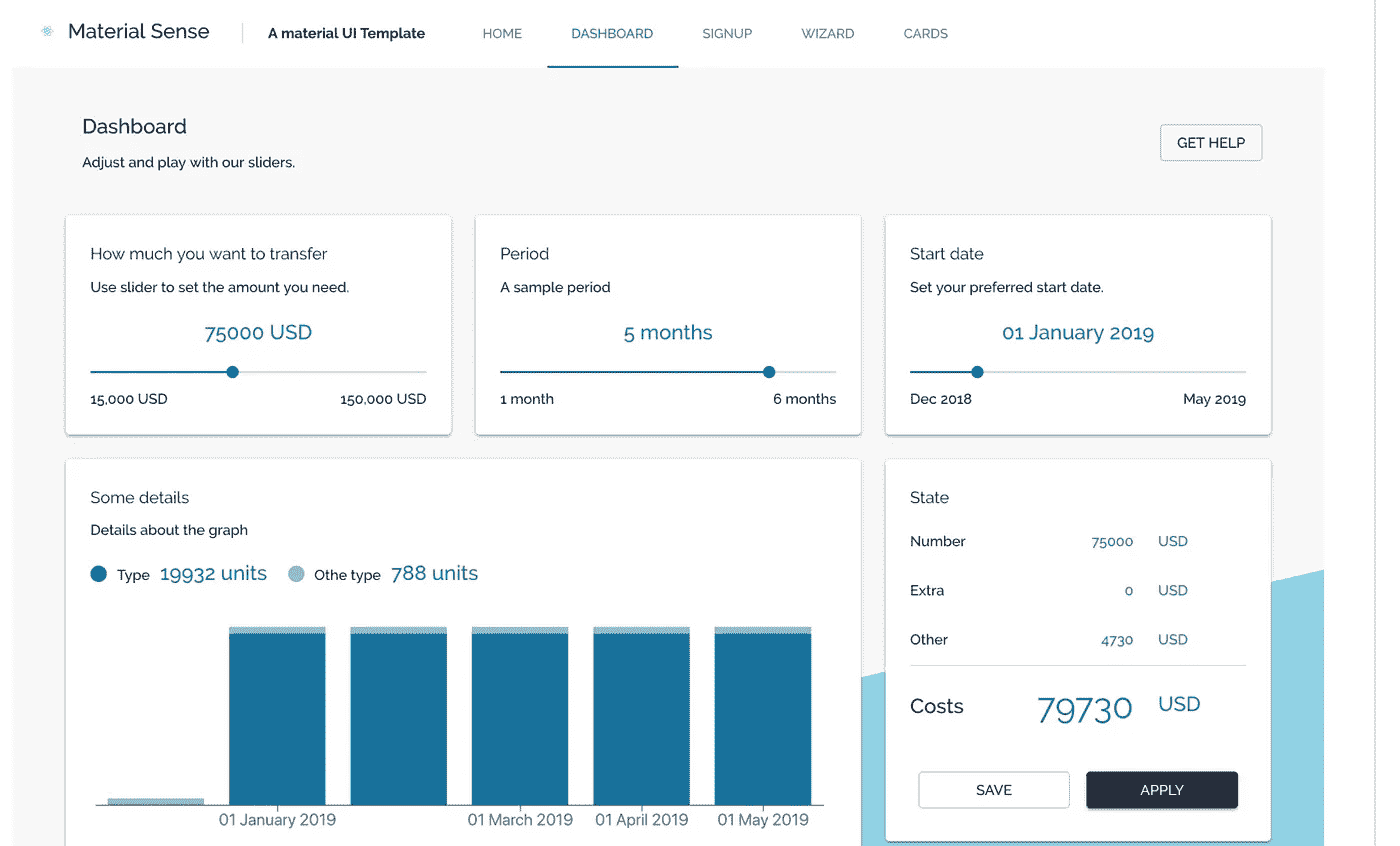 Material Sense
A material UI Template
HOME
DASHBOARD
SIGNUP
WIZARD
CARDS
Dashboard
Adjust and play with our sliders.
GET HELP
How much you want to transfer
Use slider to set the amount you need.
75000 USD
15,000 USD
150,000 USD
Period
A sample period
5 months
1 month
6 months
Start date
Set your preferred start date.
01 January 2019
Dec 2018
May 2019
Some details
Details about the graph
Type 19932 units
Othe type 788 units
01 January 2019
01 March 2019
01 April 2019
01 May 2019
State
Number 75000 USD
Extra 0 USD
Other 4730 USD
Costs 79730 USD
SAVE
APPLY